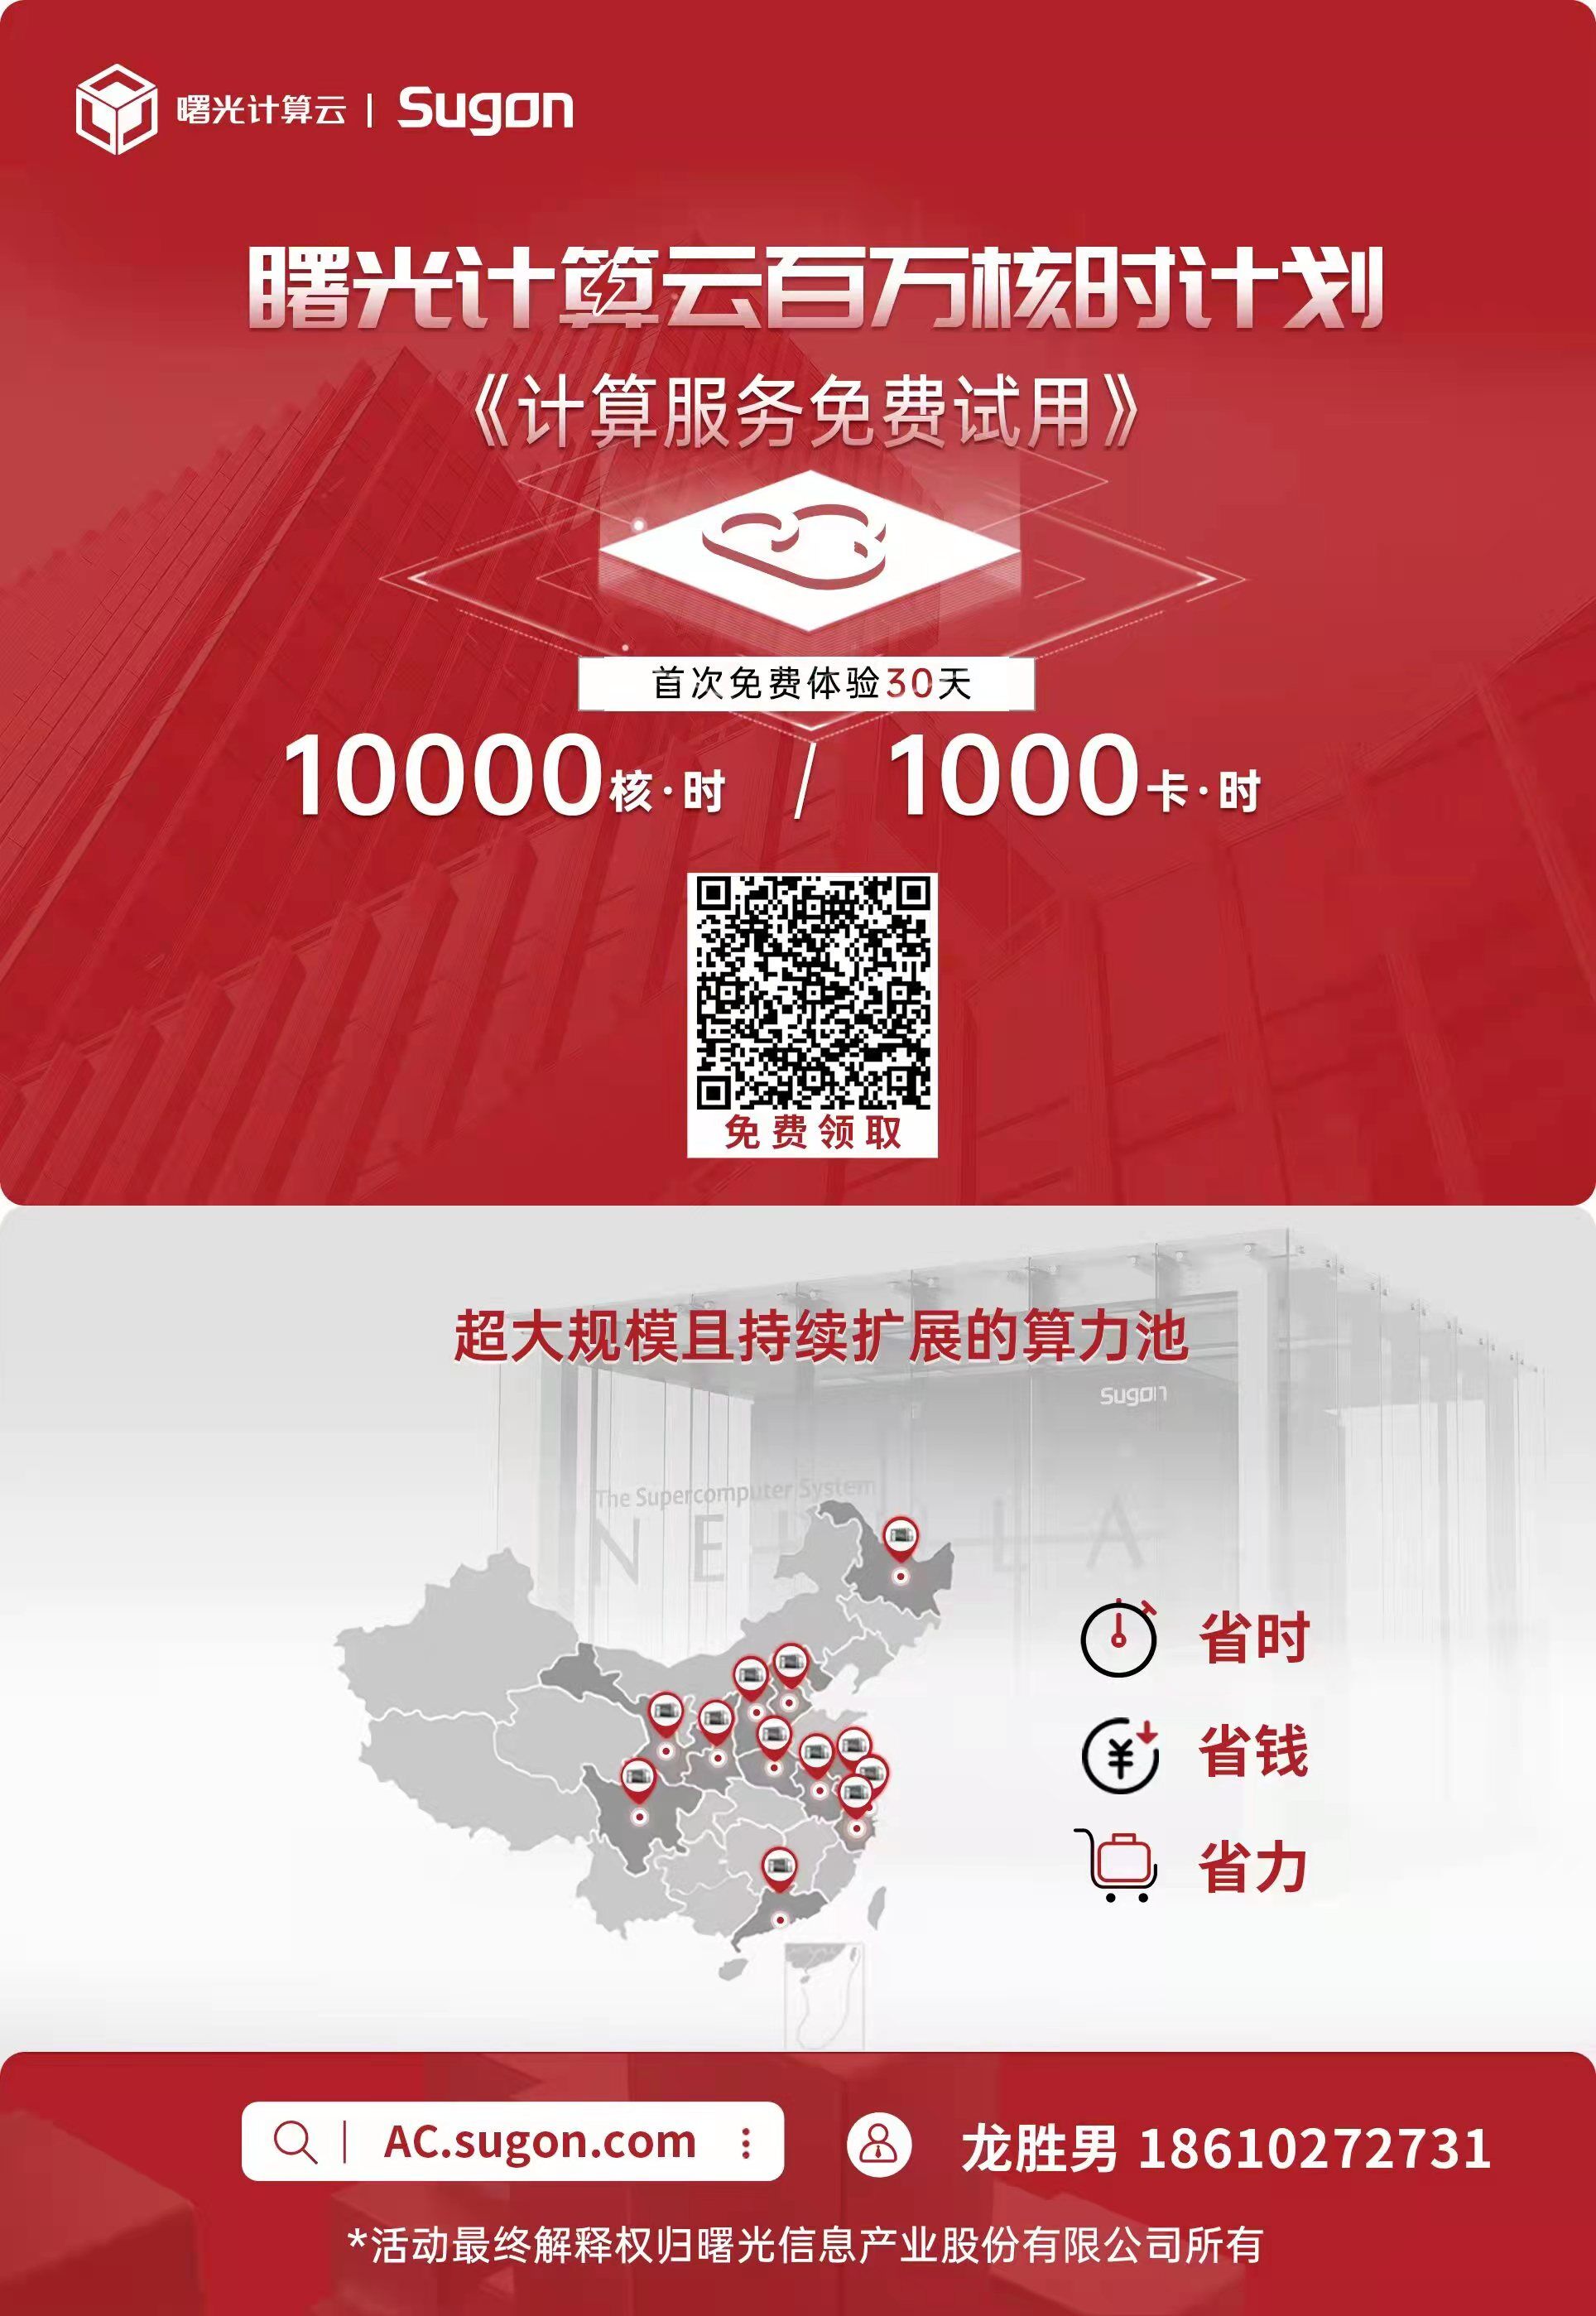 曙光计算云 | Sugon
曙光计算云百万核时计划
《计算服务免费试用》
首次免费体验30天
10000核·时 / 1000卡·时
免费领取
超大规模且持续扩展的算力池
Sugon
The Supercomputer System
省时
省钱
省力
AC.sugon.com
龙胜男 18610272731
*活动最终解释权归曙光信息产业股份有限公司所有